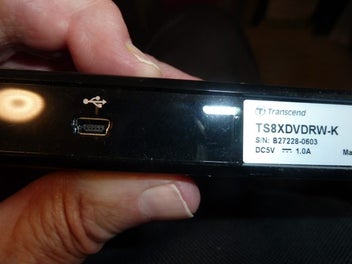 Transcend
TS8XDVDRW-K
S/N: B27228-0603
DC5V ⎓ 1.0A